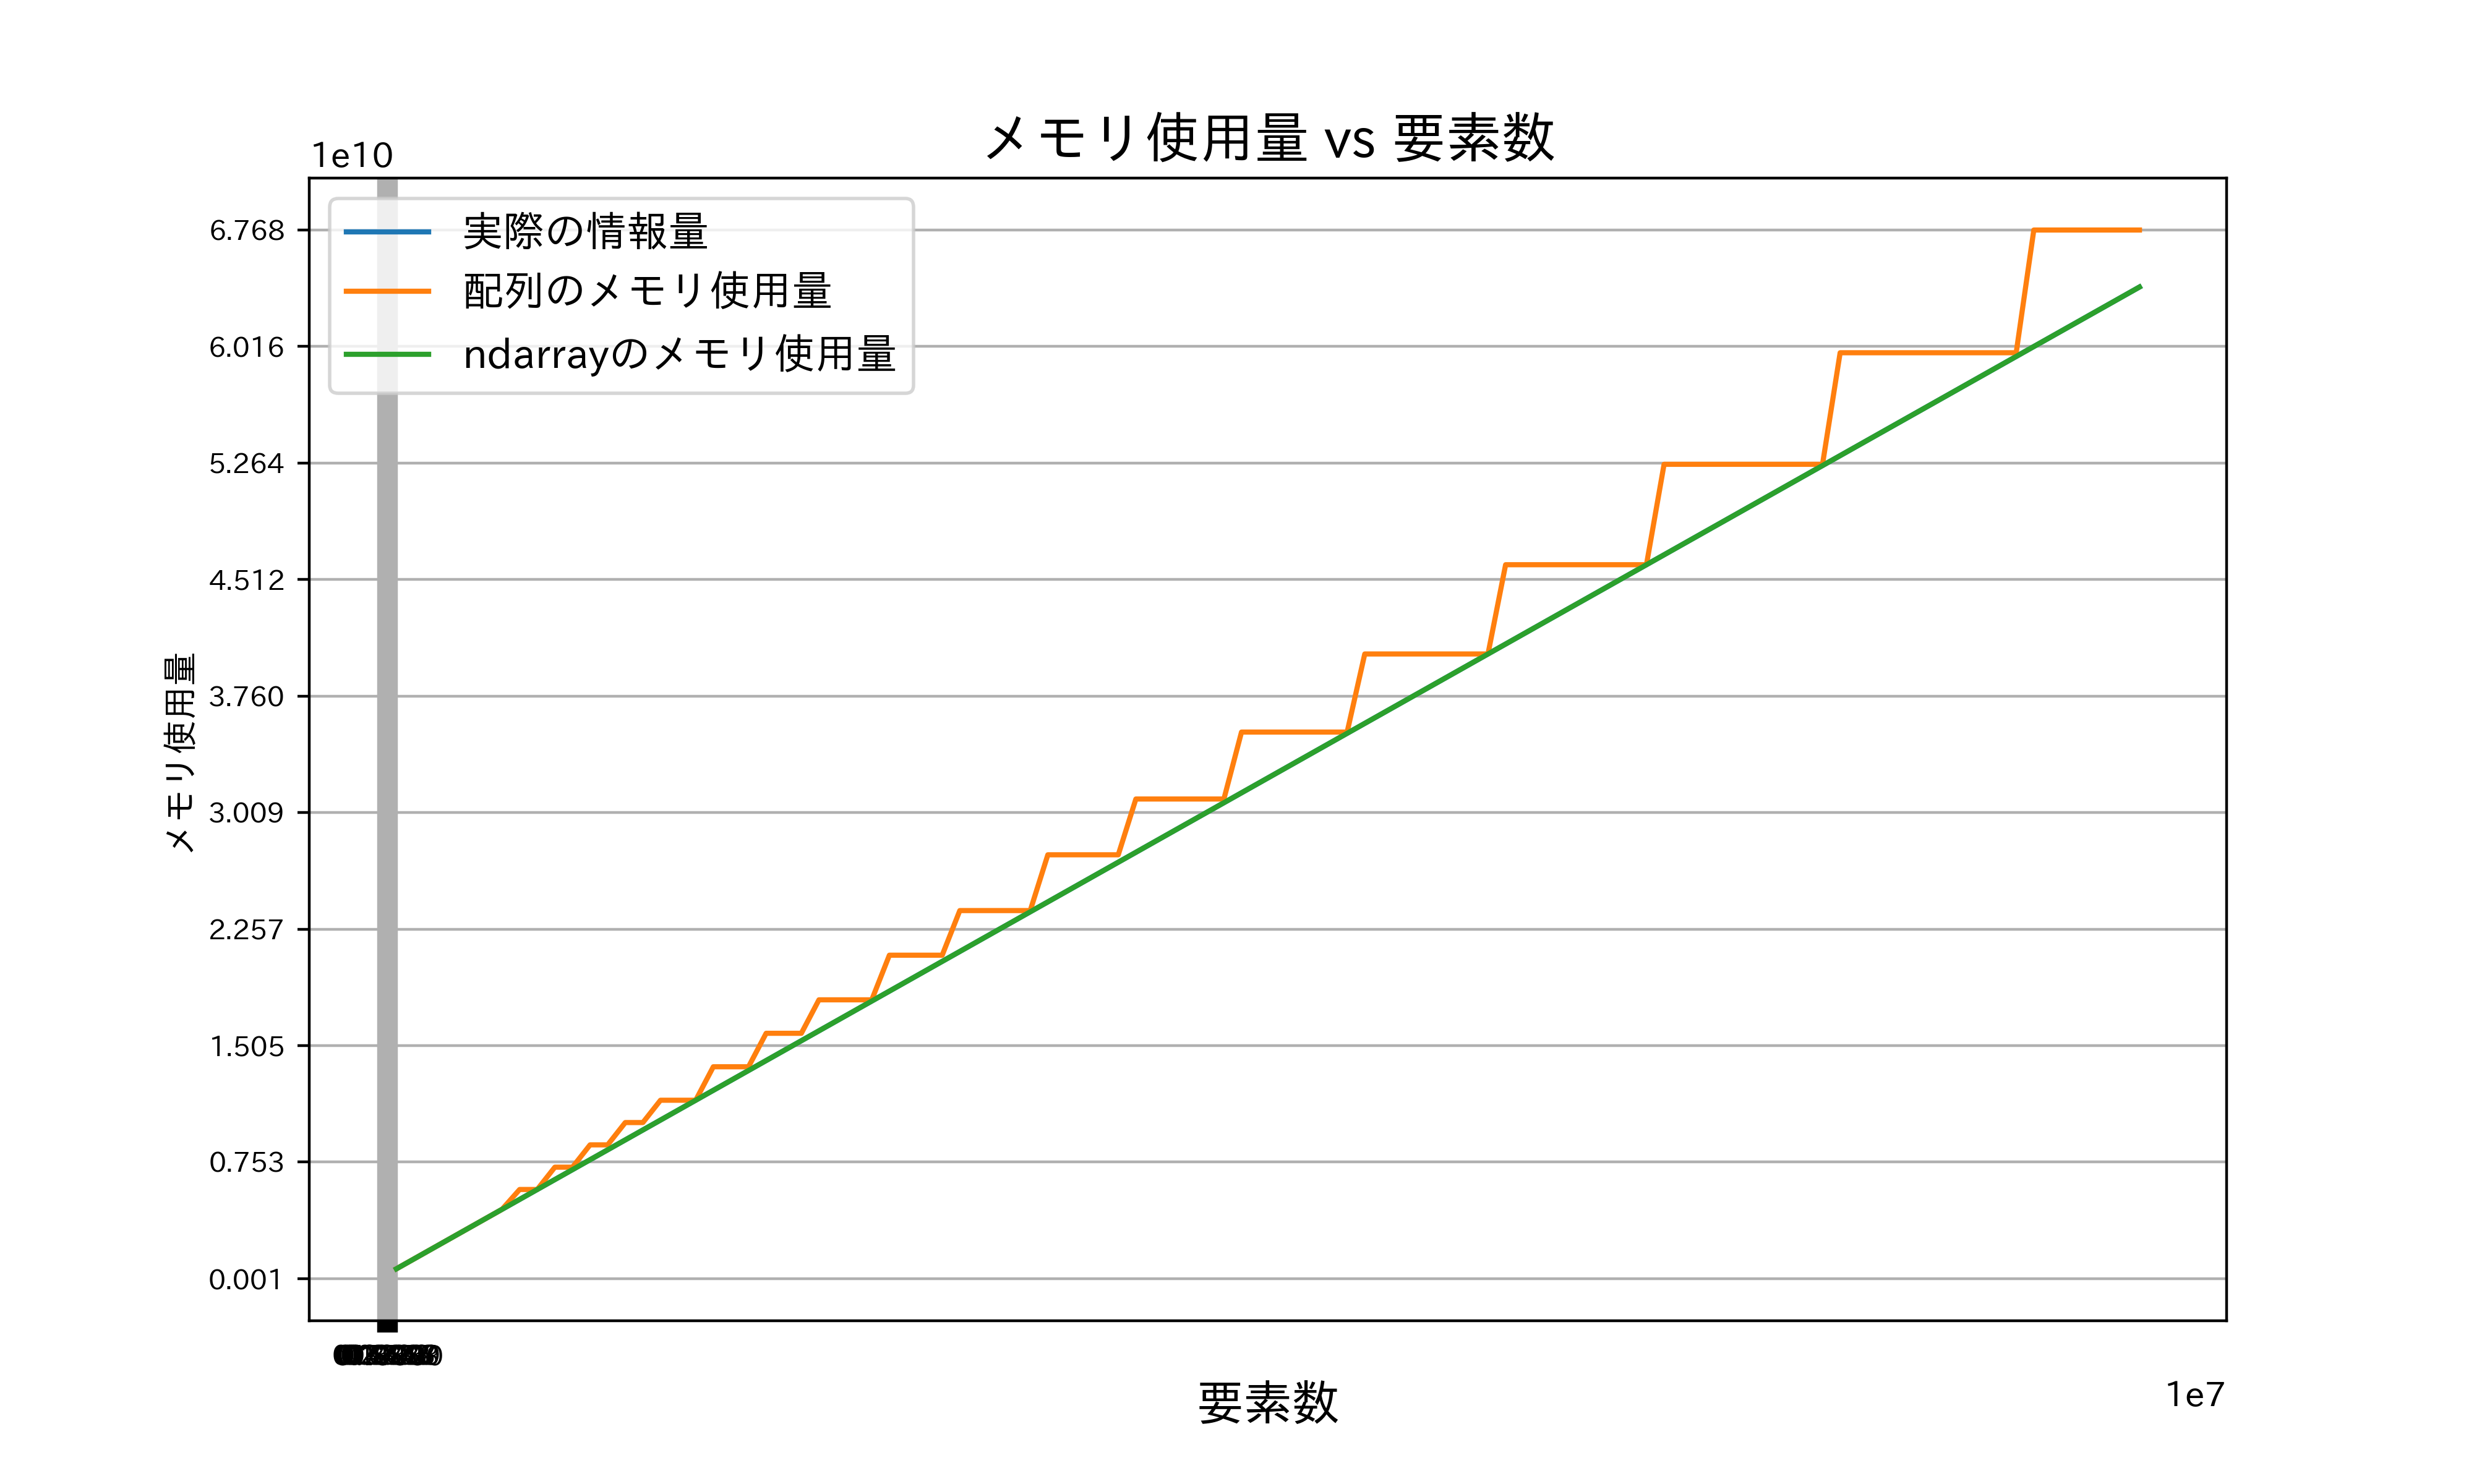 メモリ使用量 vs 要素数
1e10
実際の情報量
配列のメモリ使用量
ndarrayのメモリ使用量
6.768
6.016
5.264
4.512
3.760
3.009
2.257
1.505
0.753
0.001
メモリ使用量
要素数
1e7